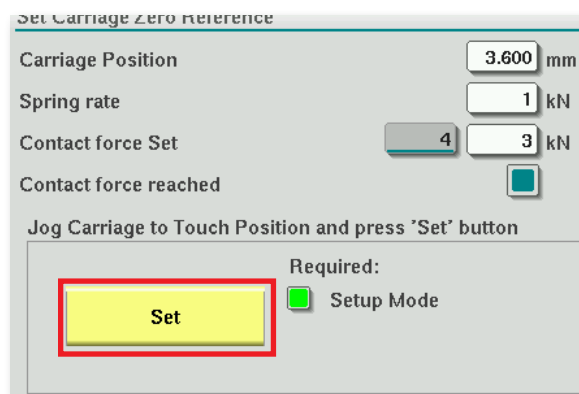 Set Carriage Zero Reference
Carriage Position 3.600 mm
Spring rate 1 kN
Contact force Set 4 3 kN
Contact force reached
Jog Carriage to Touch Position and press 'Set' button
Required:
Setup Mode
Set